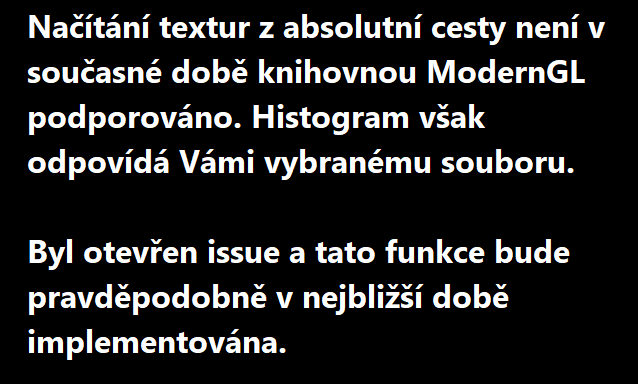 Načítání textur z absolutní cesty není v
současné době knihovnou ModernGL
podporováno. Histogram však
odpovídá Vámi vybranému souboru.
Byl otevřen issue a tato funkce bude
pravděpodobně v nejbližší době
implementována.